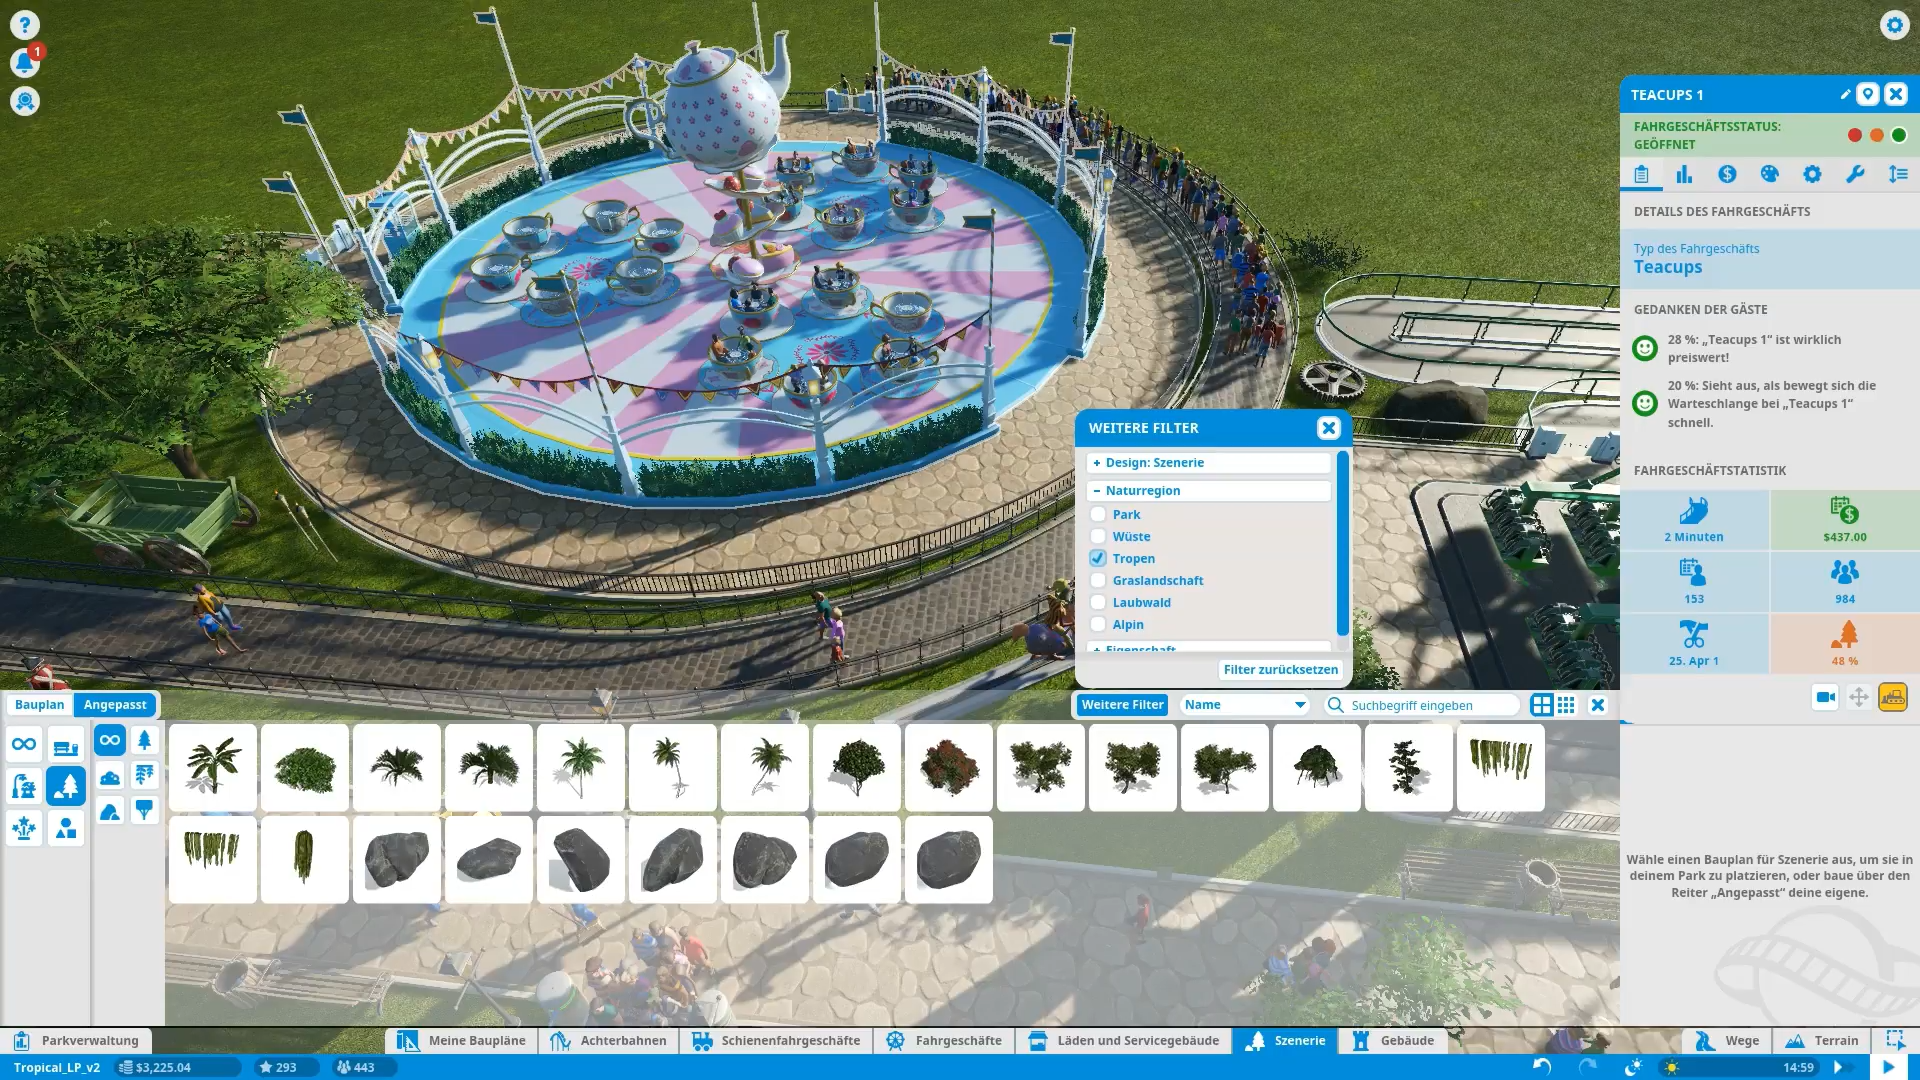 ?
1
TEACUPS 1
FAHRGESCHÄFTSSTATUS:
GEÖFFNET
DETAILS DES FAHRGESCHÄFTS
Typ des Fahrgeschäfts
Teacups
GEDANKEN DER GÄSTE
28 %: „Teacups 1“ ist wirklich
preiswert!
20 %: Sieht aus, als bewegt sich die
Warteschlange bei „Teacups 1“
schnell.
FAHRGESCHÄFTSTATISTIK
2 Minuten
$437.00
153
984
25. Apr 1
48 %
WEITERE FILTER
+ Design: Szenerie
− Naturregion
Park
Wüste
Tropen
Graslandschaft
Laubwald
Alpin
+ Eigenschaft
Filter zurücksetzen
Bauplan
Angepasst
Weitere Filter
Name
Suchbegriff eingeben
Wähle einen Bauplan für Szenerie aus, um sie in
deinem Park zu platzieren, oder baue über den
Reiter „Angepasst“ deine eigene.
Parkverwaltung
Meine Baupläne
Achterbahnen
Schienenfahrgeschäfte
Fahrgeschäfte
Läden und Servicegebäude
Szenerie
Gebäude
Wege
Terrain
Tropical_LP_v2
$3,225.04
293
443
14:59